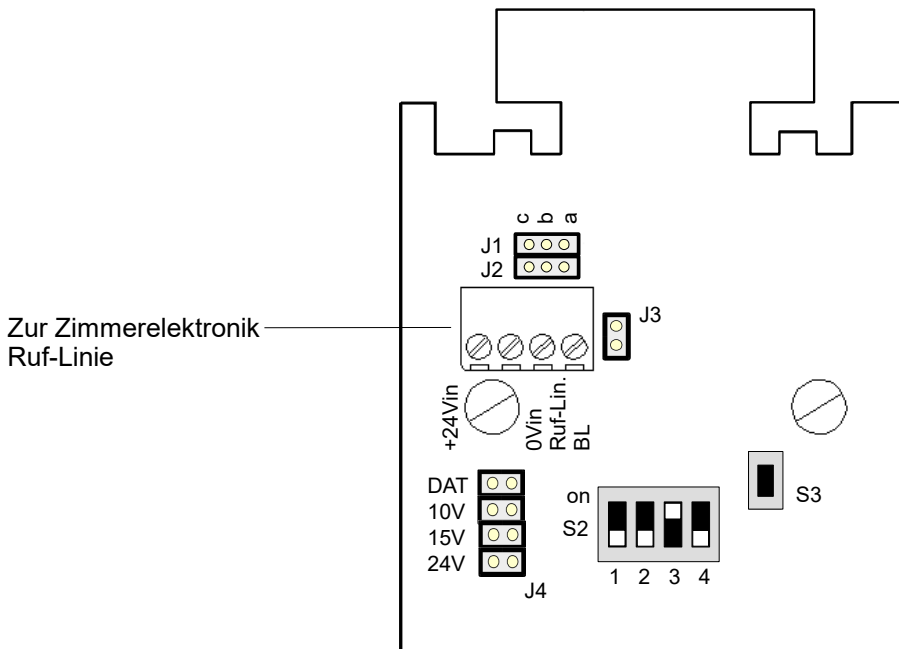 c b a
J1
J2
J3
Zur Zimmerelektronik
Ruf-Linie
+24Vin
0Vin
Ruf-Lin.
BL
DAT
10V
15V
24V
J4
on
S2
1 2 3 4
S3